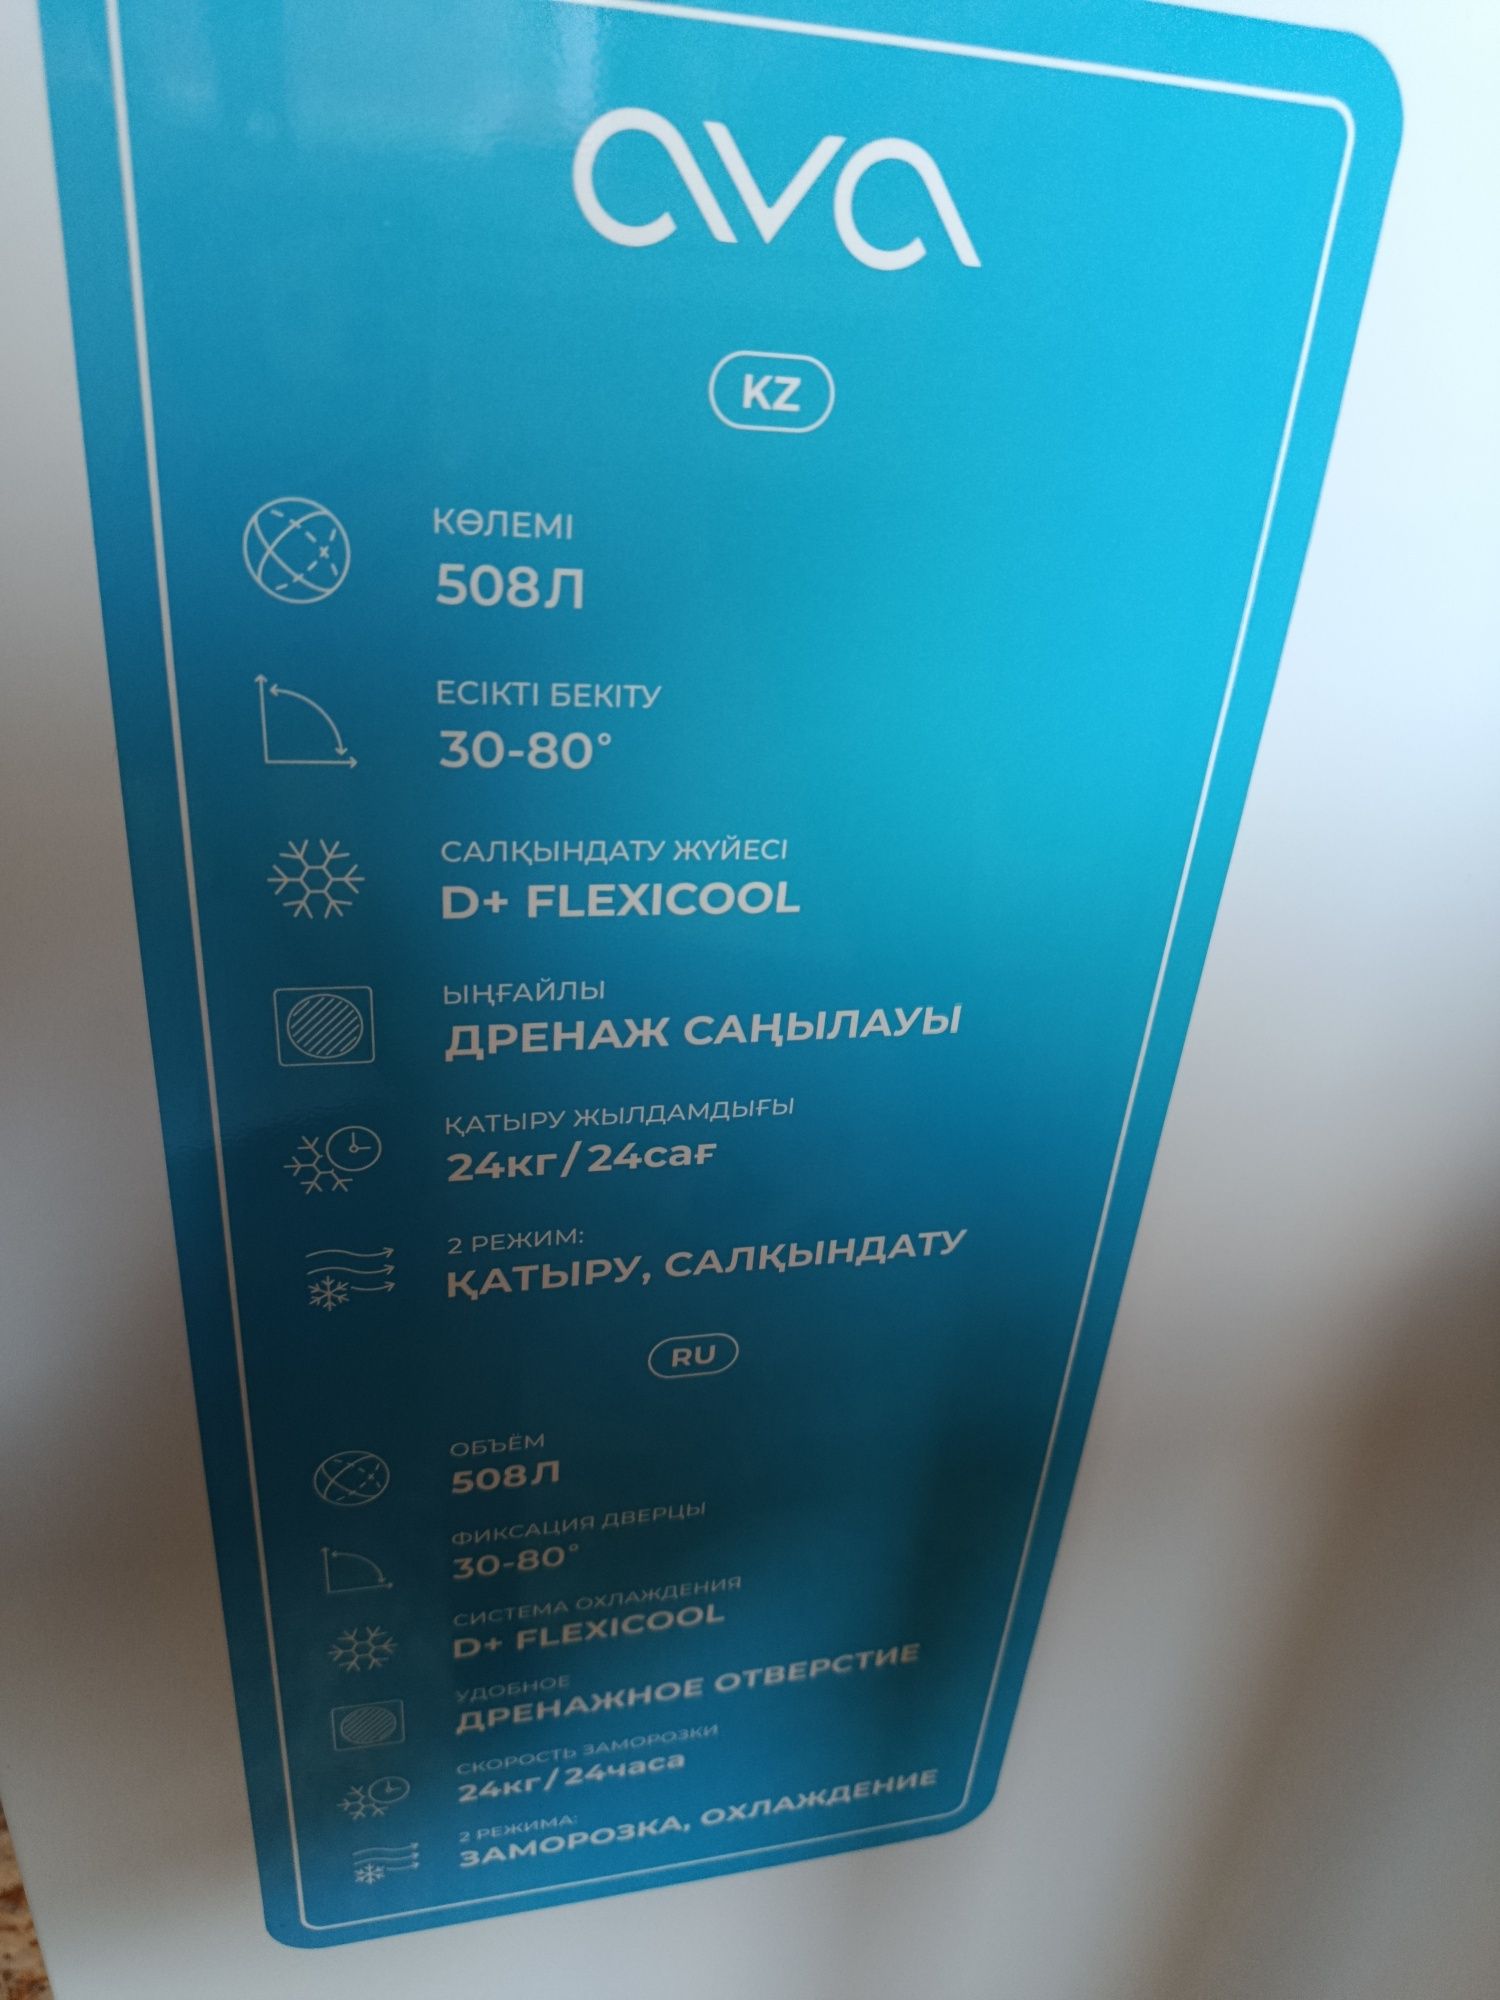 ava
KZ
КӨЛЕМІ
508Л
ЕСІКТІ БЕКІТУ
30-80°
САЛҚЫНДАТУ ЖҮЙЕСІ
D+ FLEXICOOL
ЫҢҒАЙЛЫ
ДРЕНАЖ САҢЫЛАУЫ
ҚАТЫРУ ЖЫЛДАМДЫҒЫ
24кг/24сағ
2 РЕЖИМ:
ҚАТЫРУ, САЛҚЫНДАТУ
RU
ОБЪЁМ
508Л
ФИКСАЦИЯ ДВЕРЦЫ
30-80°
СИСТЕМА ОХЛАЖДЕНИЯ
D+ FLEXICOOL
УДОБНОЕ
ДРЕНАЖНОЕ ОТВЕРСТИЕ
СКОРОСТЬ ЗАМОРОЗКИ
24кг/24часа
2 РЕЖИМА:
ЗАМОРОЗКА, ОХЛАЖДЕНИЕ